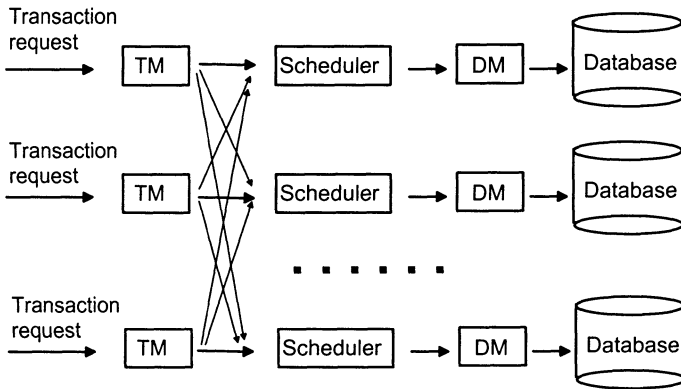 Transaction
request
TM
Scheduler
DM
Database
Transaction
request
TM
Scheduler
DM
Database
Transaction
request
TM
Scheduler
DM
Database